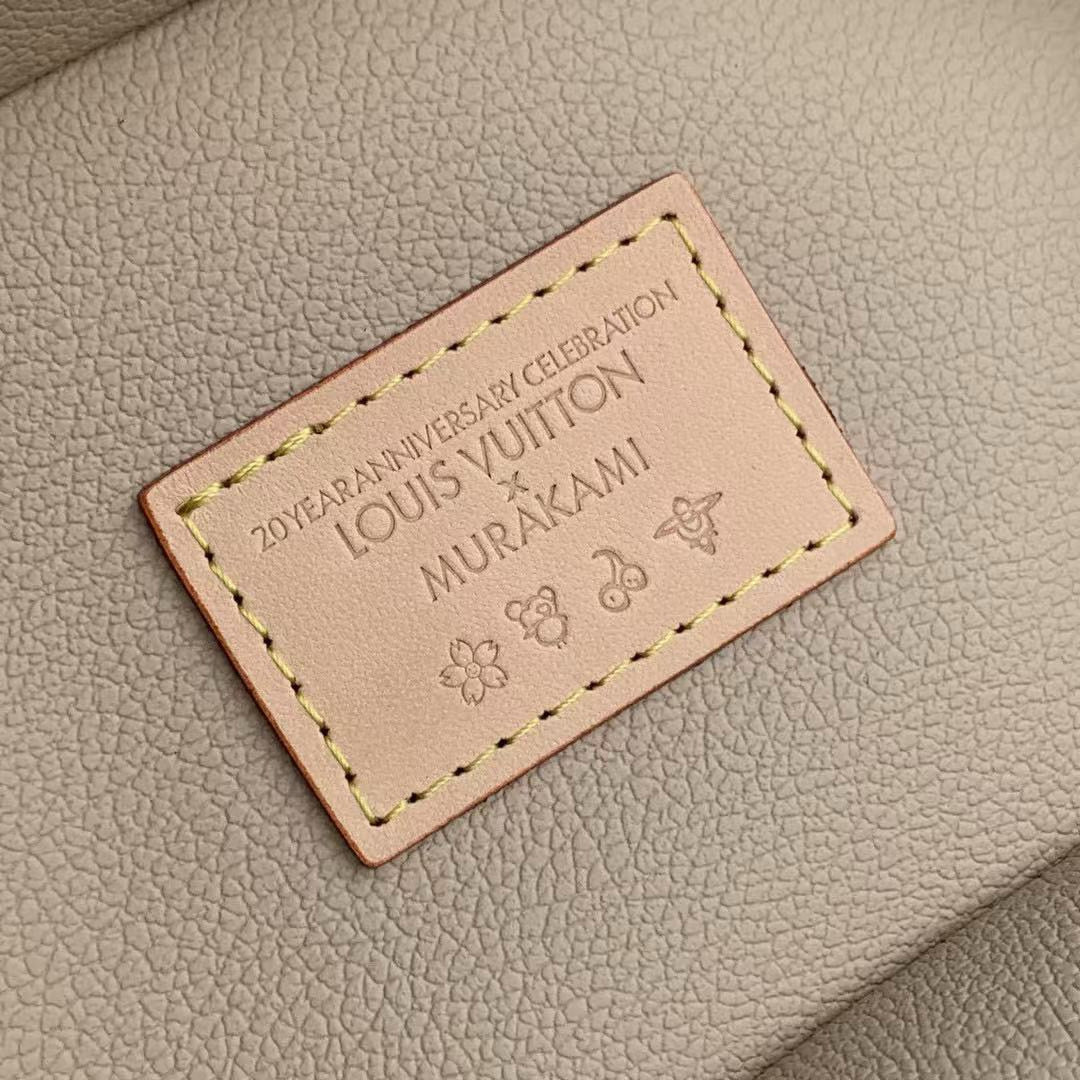 20 YEAR ANNIVERSARY CELEBRATION
LOUIS VUITTON
x
MURAKAMI